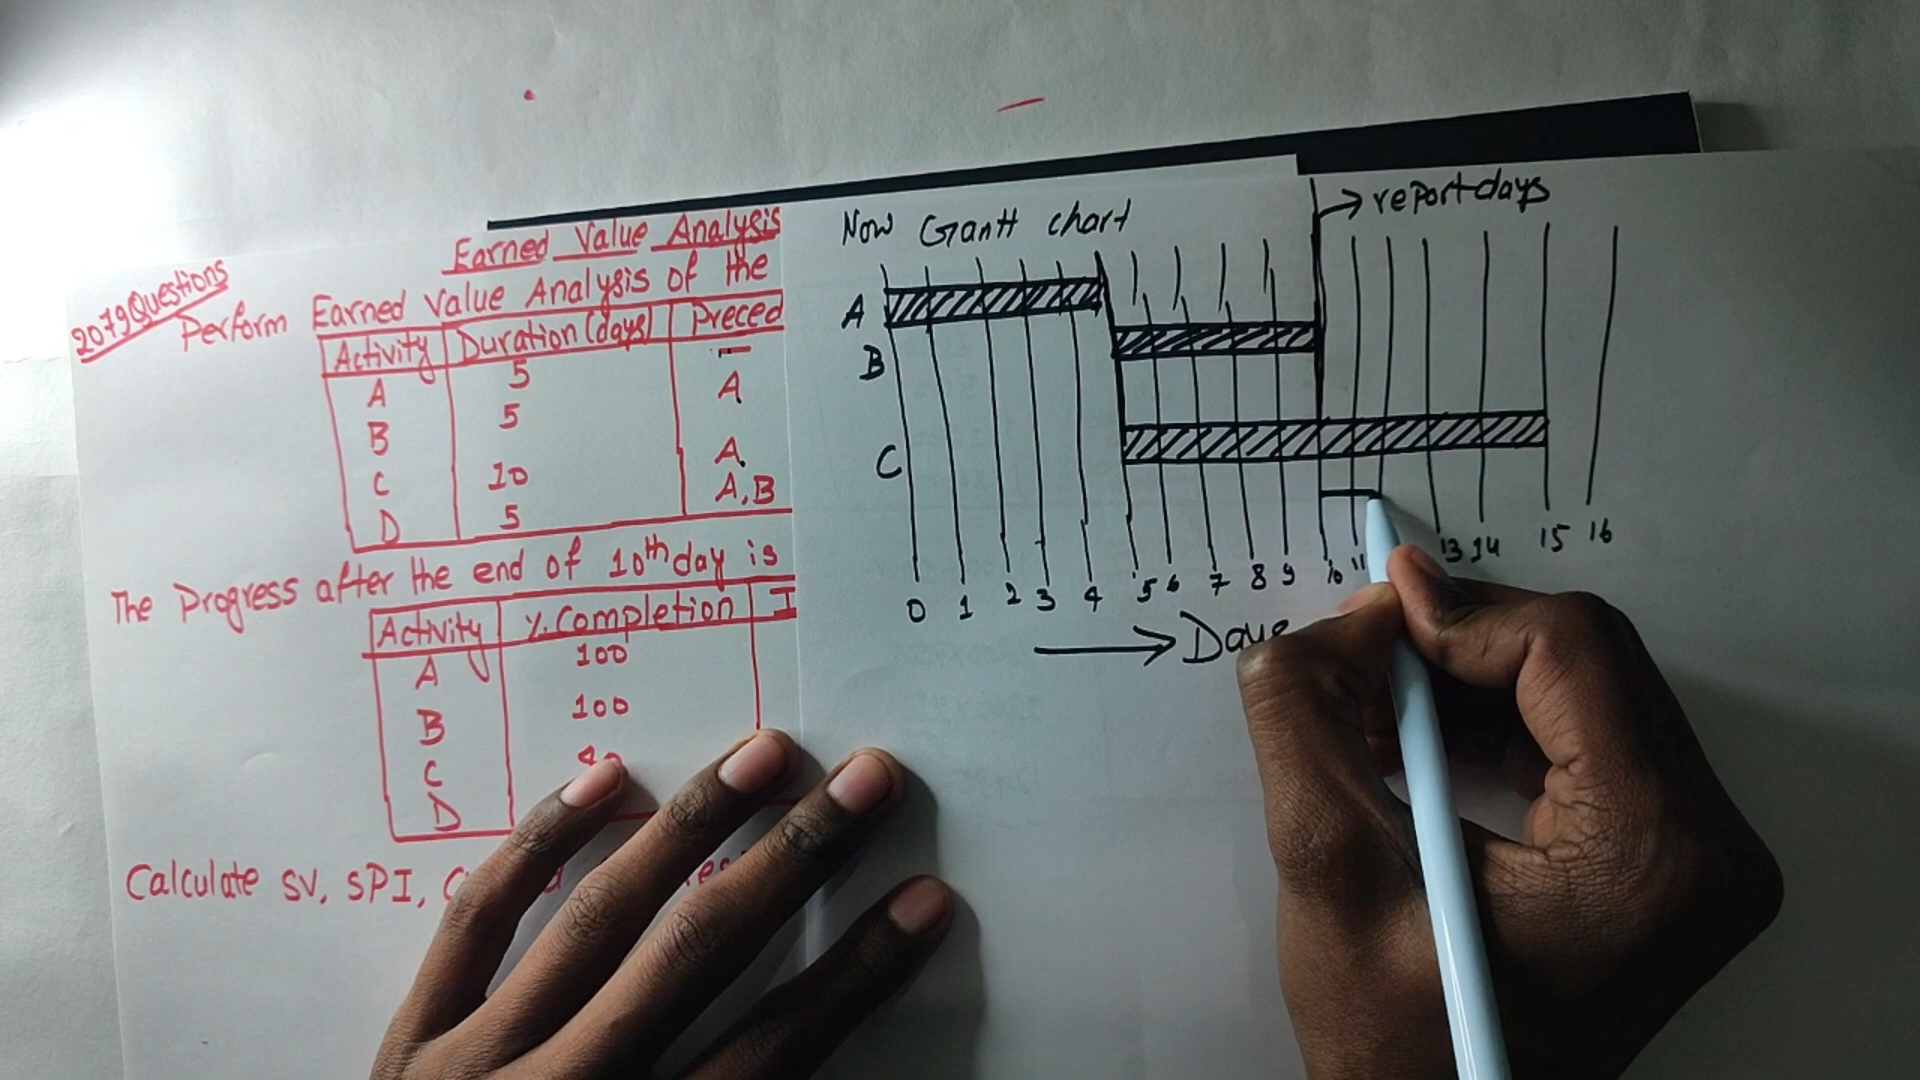 Earned Value Analysis
2079 Questions
Perform Earned Value Analysis of the
Activity Duration (days) Preced
A 5 —
B 5 A
C 10 A
D 5 A,B
The Progress after the end of 10th day is
Activity % Completion I
A 100
B 100
C
D
Calculate SV, SPI,
Now Gantt chart
→ report days
A
B
C
0 1 2 3 4 5 6 7 8 9 10 11 13 14 15 16
→ Days